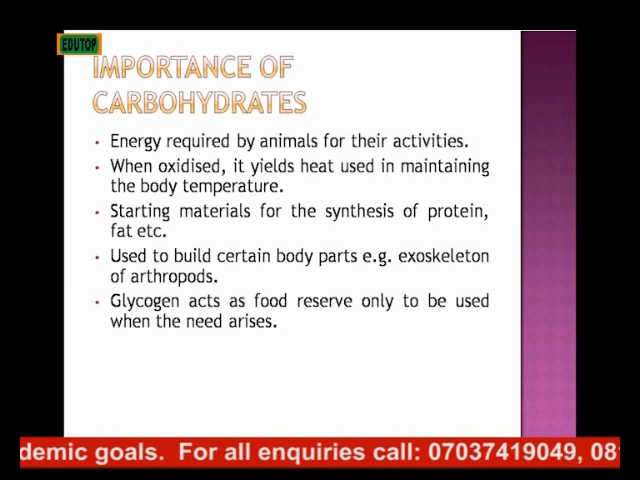 EDUTOP
IMPORTANCE OF
CARBOHYDRATES
• Energy required by animals for their activities.
• When oxidised, it yields heat used in maintaining
the body temperature.
• Starting materials for the synthesis of protein,
fat etc.
• Used to build certain body parts e.g. exoskeleton
of arthropods.
• Glycogen acts as food reserve only to be used
when the need arises.
demic goals. For all enquiries call: 07037419049, 08